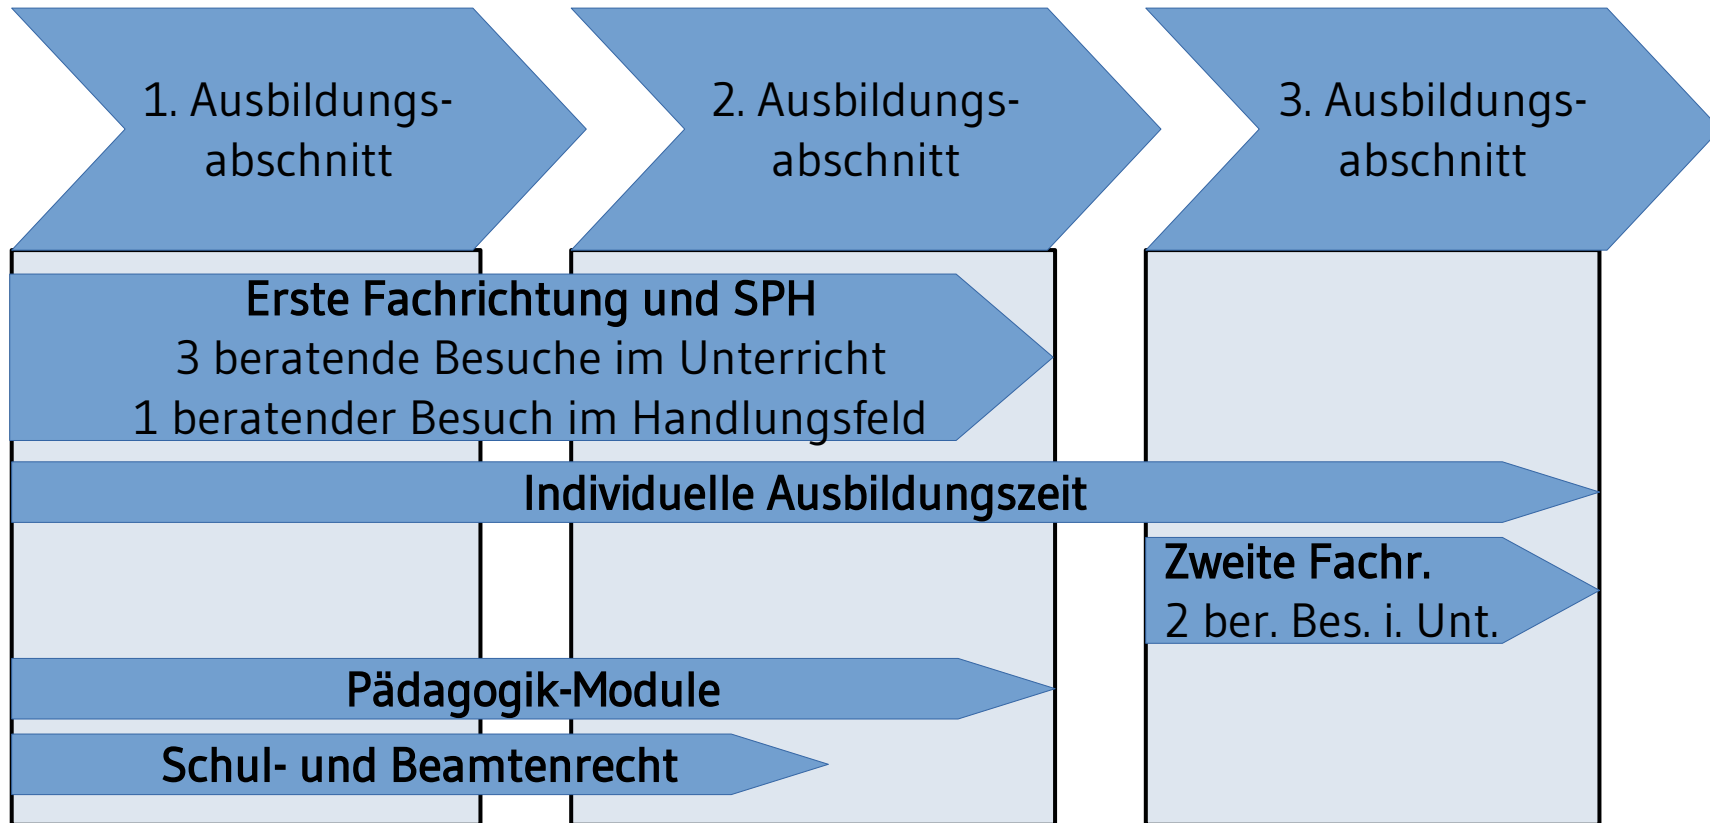 1. Ausbildungs-
abschnitt
2. Ausbildungs-
abschnitt
3. Ausbildungs-
abschnitt
Erste Fachrichtung und SPH
3 beratende Besuche im Unterricht
1 beratender Besuch im Handlungsfeld
Individuelle Ausbildungszeit
Zweite Fachr.
2 ber. Bes. i. Unt.
Pädagogik-Module
Schul- und Beamtenrecht